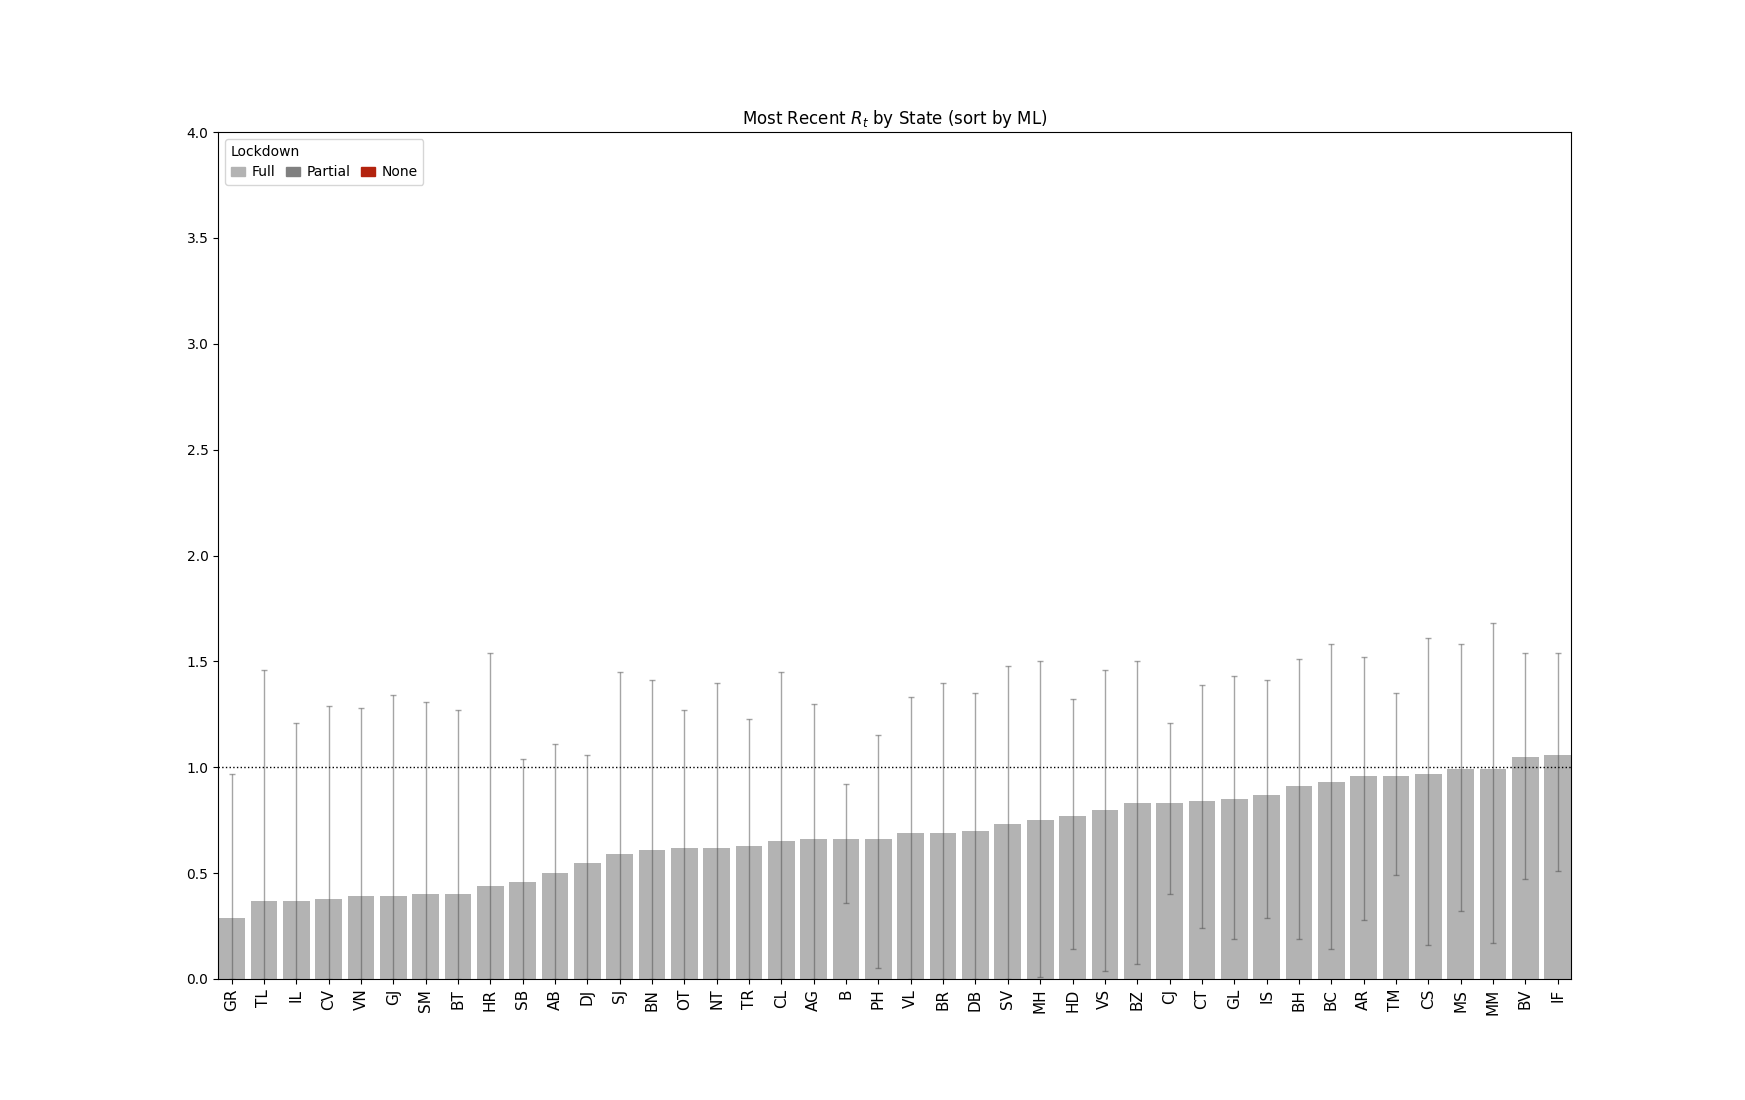 Most Recent R_t by State (sort by ML)
4.0
Lockdown
Full Partial None
3.5
3.0
2.5
2.0
1.5
1.0
0.5
0.0
GR TL IL CV VN GJ SM BT HR SB AB DJ SJ BN OT NT TR CL AG B PH VL BR DB SV MH HD VS BZ CJ CT GL IS BH BC AR TM CS MS MM BV IF